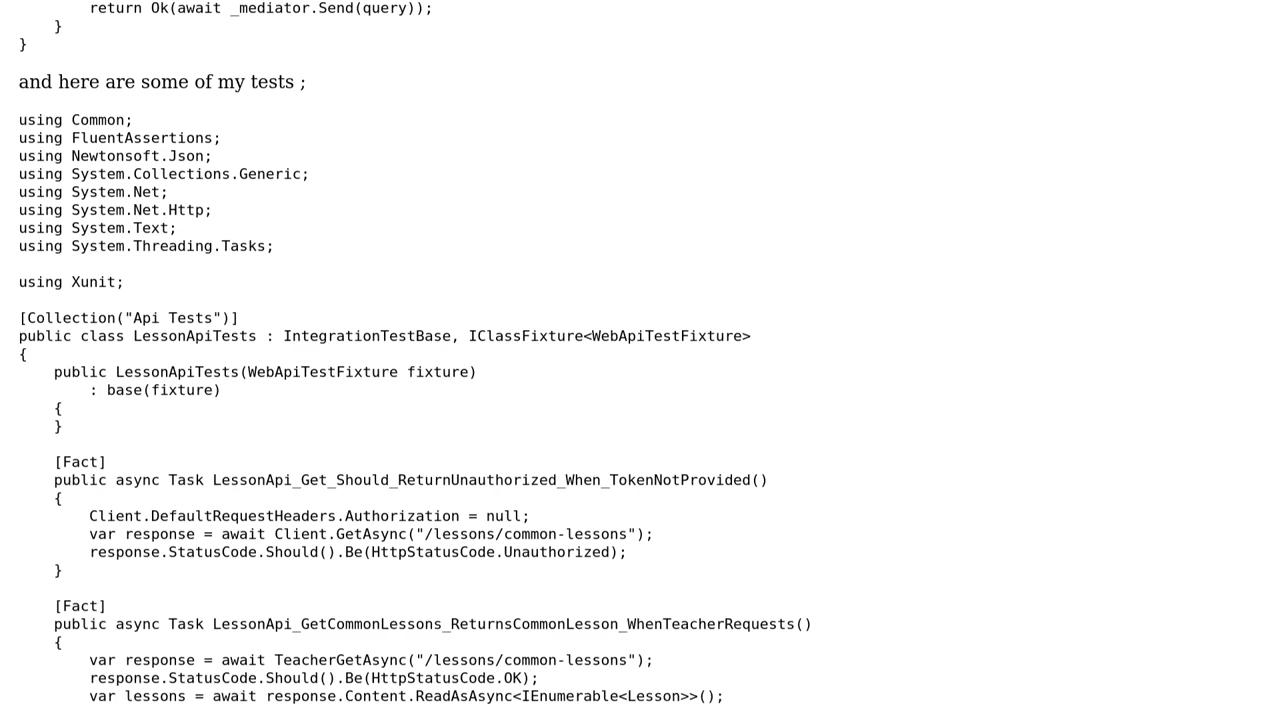 return Ok(await _mediator.Send(query));
    }
}
and here are some of my tests ;
using Common;
using FluentAssertions;
using Newtonsoft.Json;
using System.Collections.Generic;
using System.Net;
using System.Net.Http;
using System.Text;
using System.Threading.Tasks;

using Xunit;

[Collection("Api Tests")]
public class LessonApiTests : IntegrationTestBase, IClassFixture<WebApiTestFixture>
{
    public LessonApiTests(WebApiTestFixture fixture)
        : base(fixture)
    {
    }

    [Fact]
    public async Task LessonApi_Get_Should_ReturnUnauthorized_When_TokenNotProvided()
    {
        Client.DefaultRequestHeaders.Authorization = null;
        var response = await Client.GetAsync("/lessons/common-lessons");
        response.StatusCode.Should().Be(HttpStatusCode.Unauthorized);
    }

    [Fact]
    public async Task LessonApi_GetCommonLessons_ReturnsCommonLesson_WhenTeacherRequests()
    {
        var response = await TeacherGetAsync("/lessons/common-lessons");
        response.StatusCode.Should().Be(HttpStatusCode.OK);
        var lessons = await response.Content.ReadAsAsync<IEnumerable<Lesson>>();